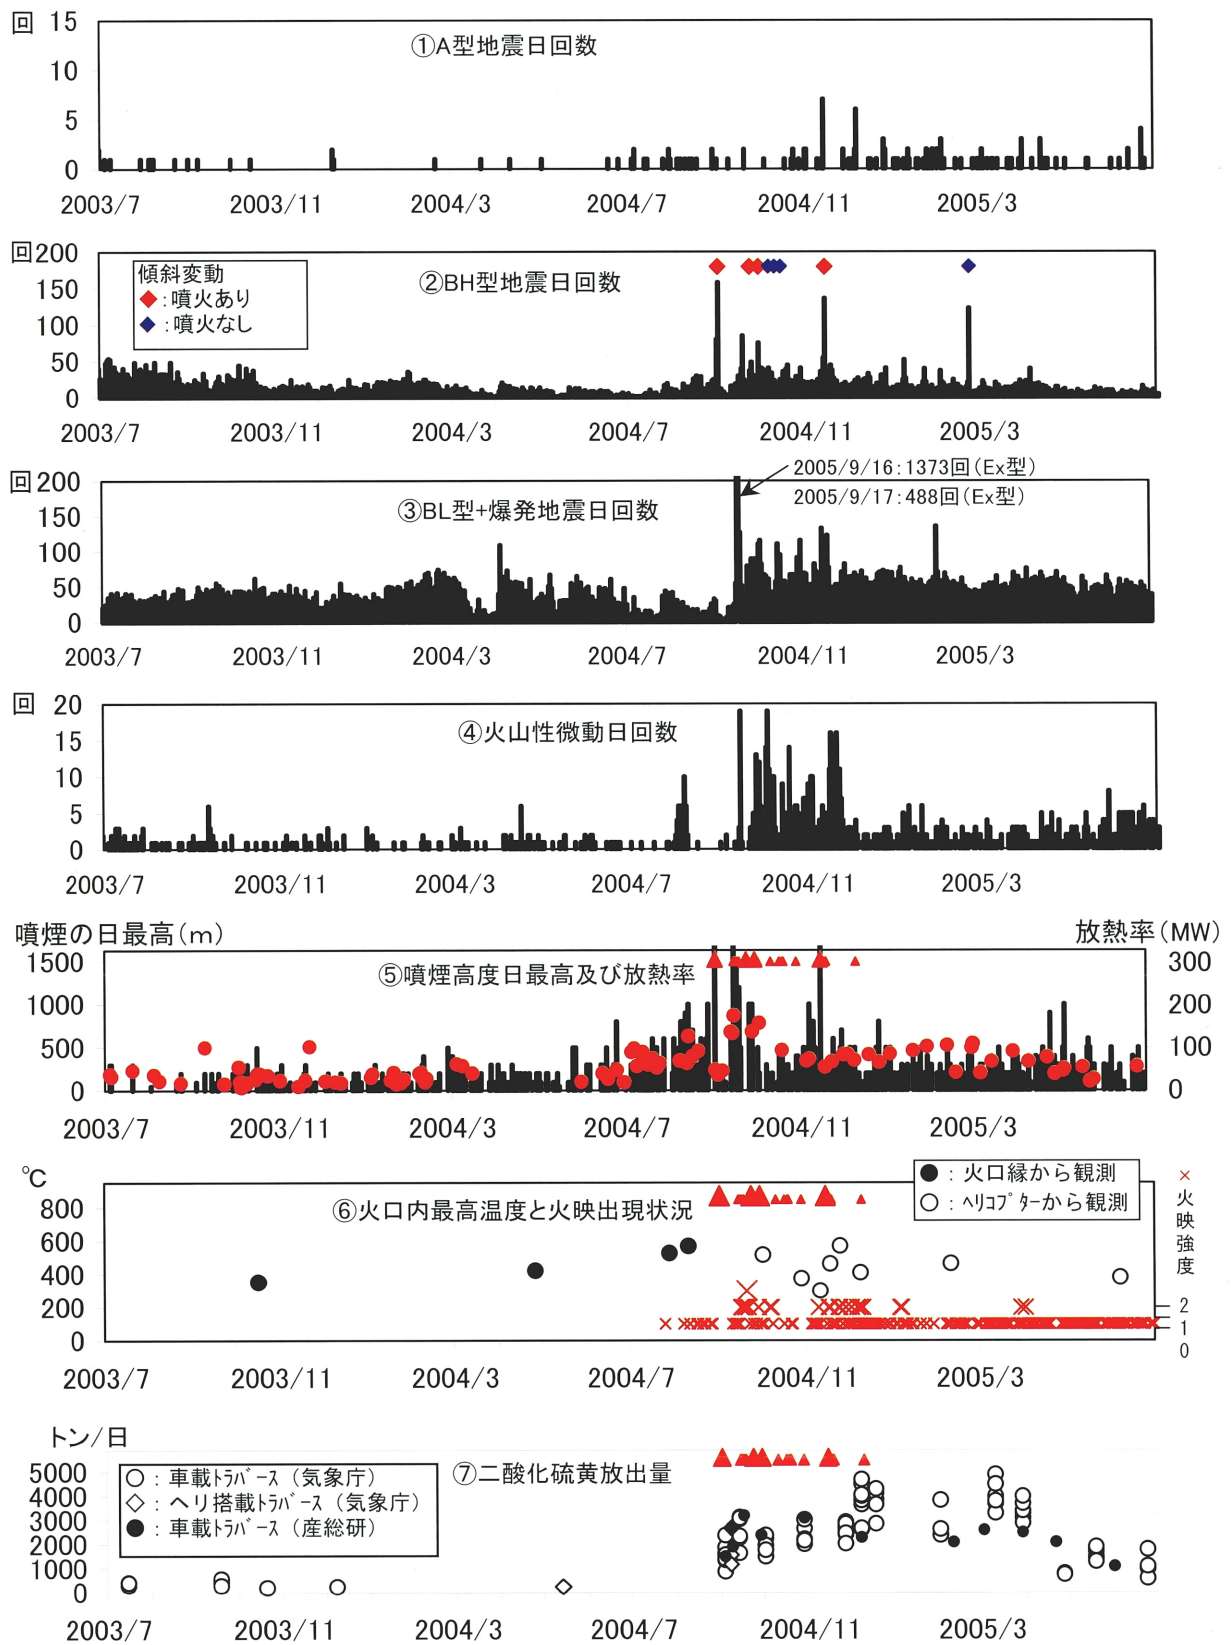 回 15
①A型地震日回数
10
5
0
2003/7 2003/11 2004/3 2004/7 2004/11 2005/3
回 200
傾斜変動
◆:噴火あり
◆:噴火なし
②BH型地震日回数
150
100
50
0
2003/7 2003/11 2004/3 2004/7 2004/11 2005/3
回 200
2005/9/16:1373回(Ex型)
2005/9/17:488回(Ex型)
③BL型+爆発地震日回数
150
100
50
0
2003/7 2003/11 2004/3 2004/7 2004/11 2005/3
回 20
④火山性微動日回数
15
10
5
0
2003/7 2003/11 2004/3 2004/7 2004/11 2005/3
噴煙の日最高(m) 放熱率(MW)
⑤噴煙高度日最高及び放熱率
1500 300
1000 200
500 100
0 0
2003/7 2003/11 2004/3 2004/7 2004/11 2005/3
℃
●:火口縁から観測
○:ﾍﾘｺﾌﾟﾀｰから観測
× 火映強度
⑥火口内最高温度と火映出現状況
800
600
400
200 2
1
0 0
2003/7 2003/11 2004/3 2004/7 2004/11 2005/3
トン/日
⑦二酸化硫黄放出量
○:車載ﾄﾗﾊﾞｰｽ(気象庁)
◇:ヘリ搭載ﾄﾗﾊﾞｰｽ(気象庁)
●:車載ﾄﾗﾊﾞｰｽ(産総研)
5000
4000
3000
2000
1000
0
2003/7 2003/11 2004/3 2004/7 2004/11 2005/3